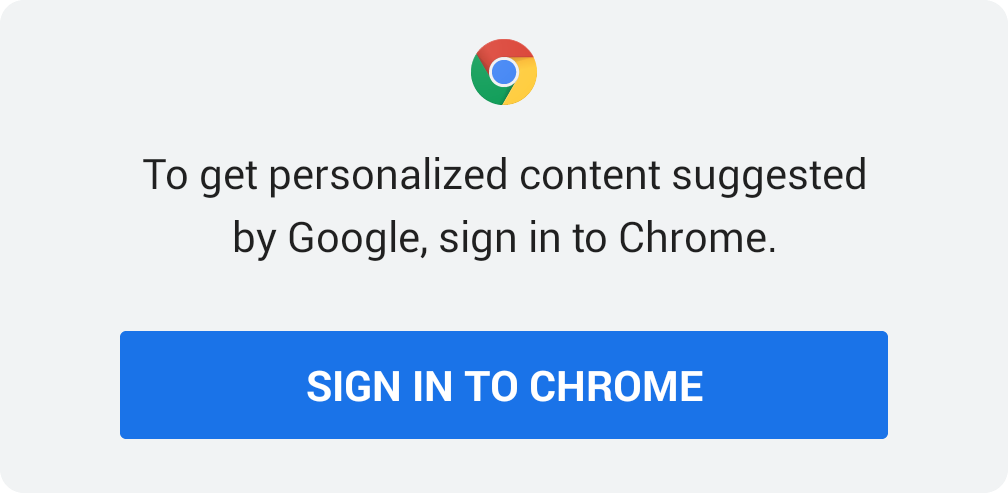 To get personalized content suggested
by Google, sign in to Chrome.
SIGN IN TO CHROME